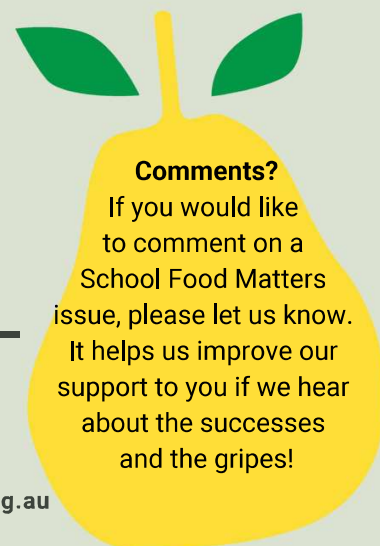 Comments?
If you would like
to comment on a
School Food Matters
issue, please let us know.
It helps us improve our
support to you if we hear
about the successes
and the gripes!
g.au